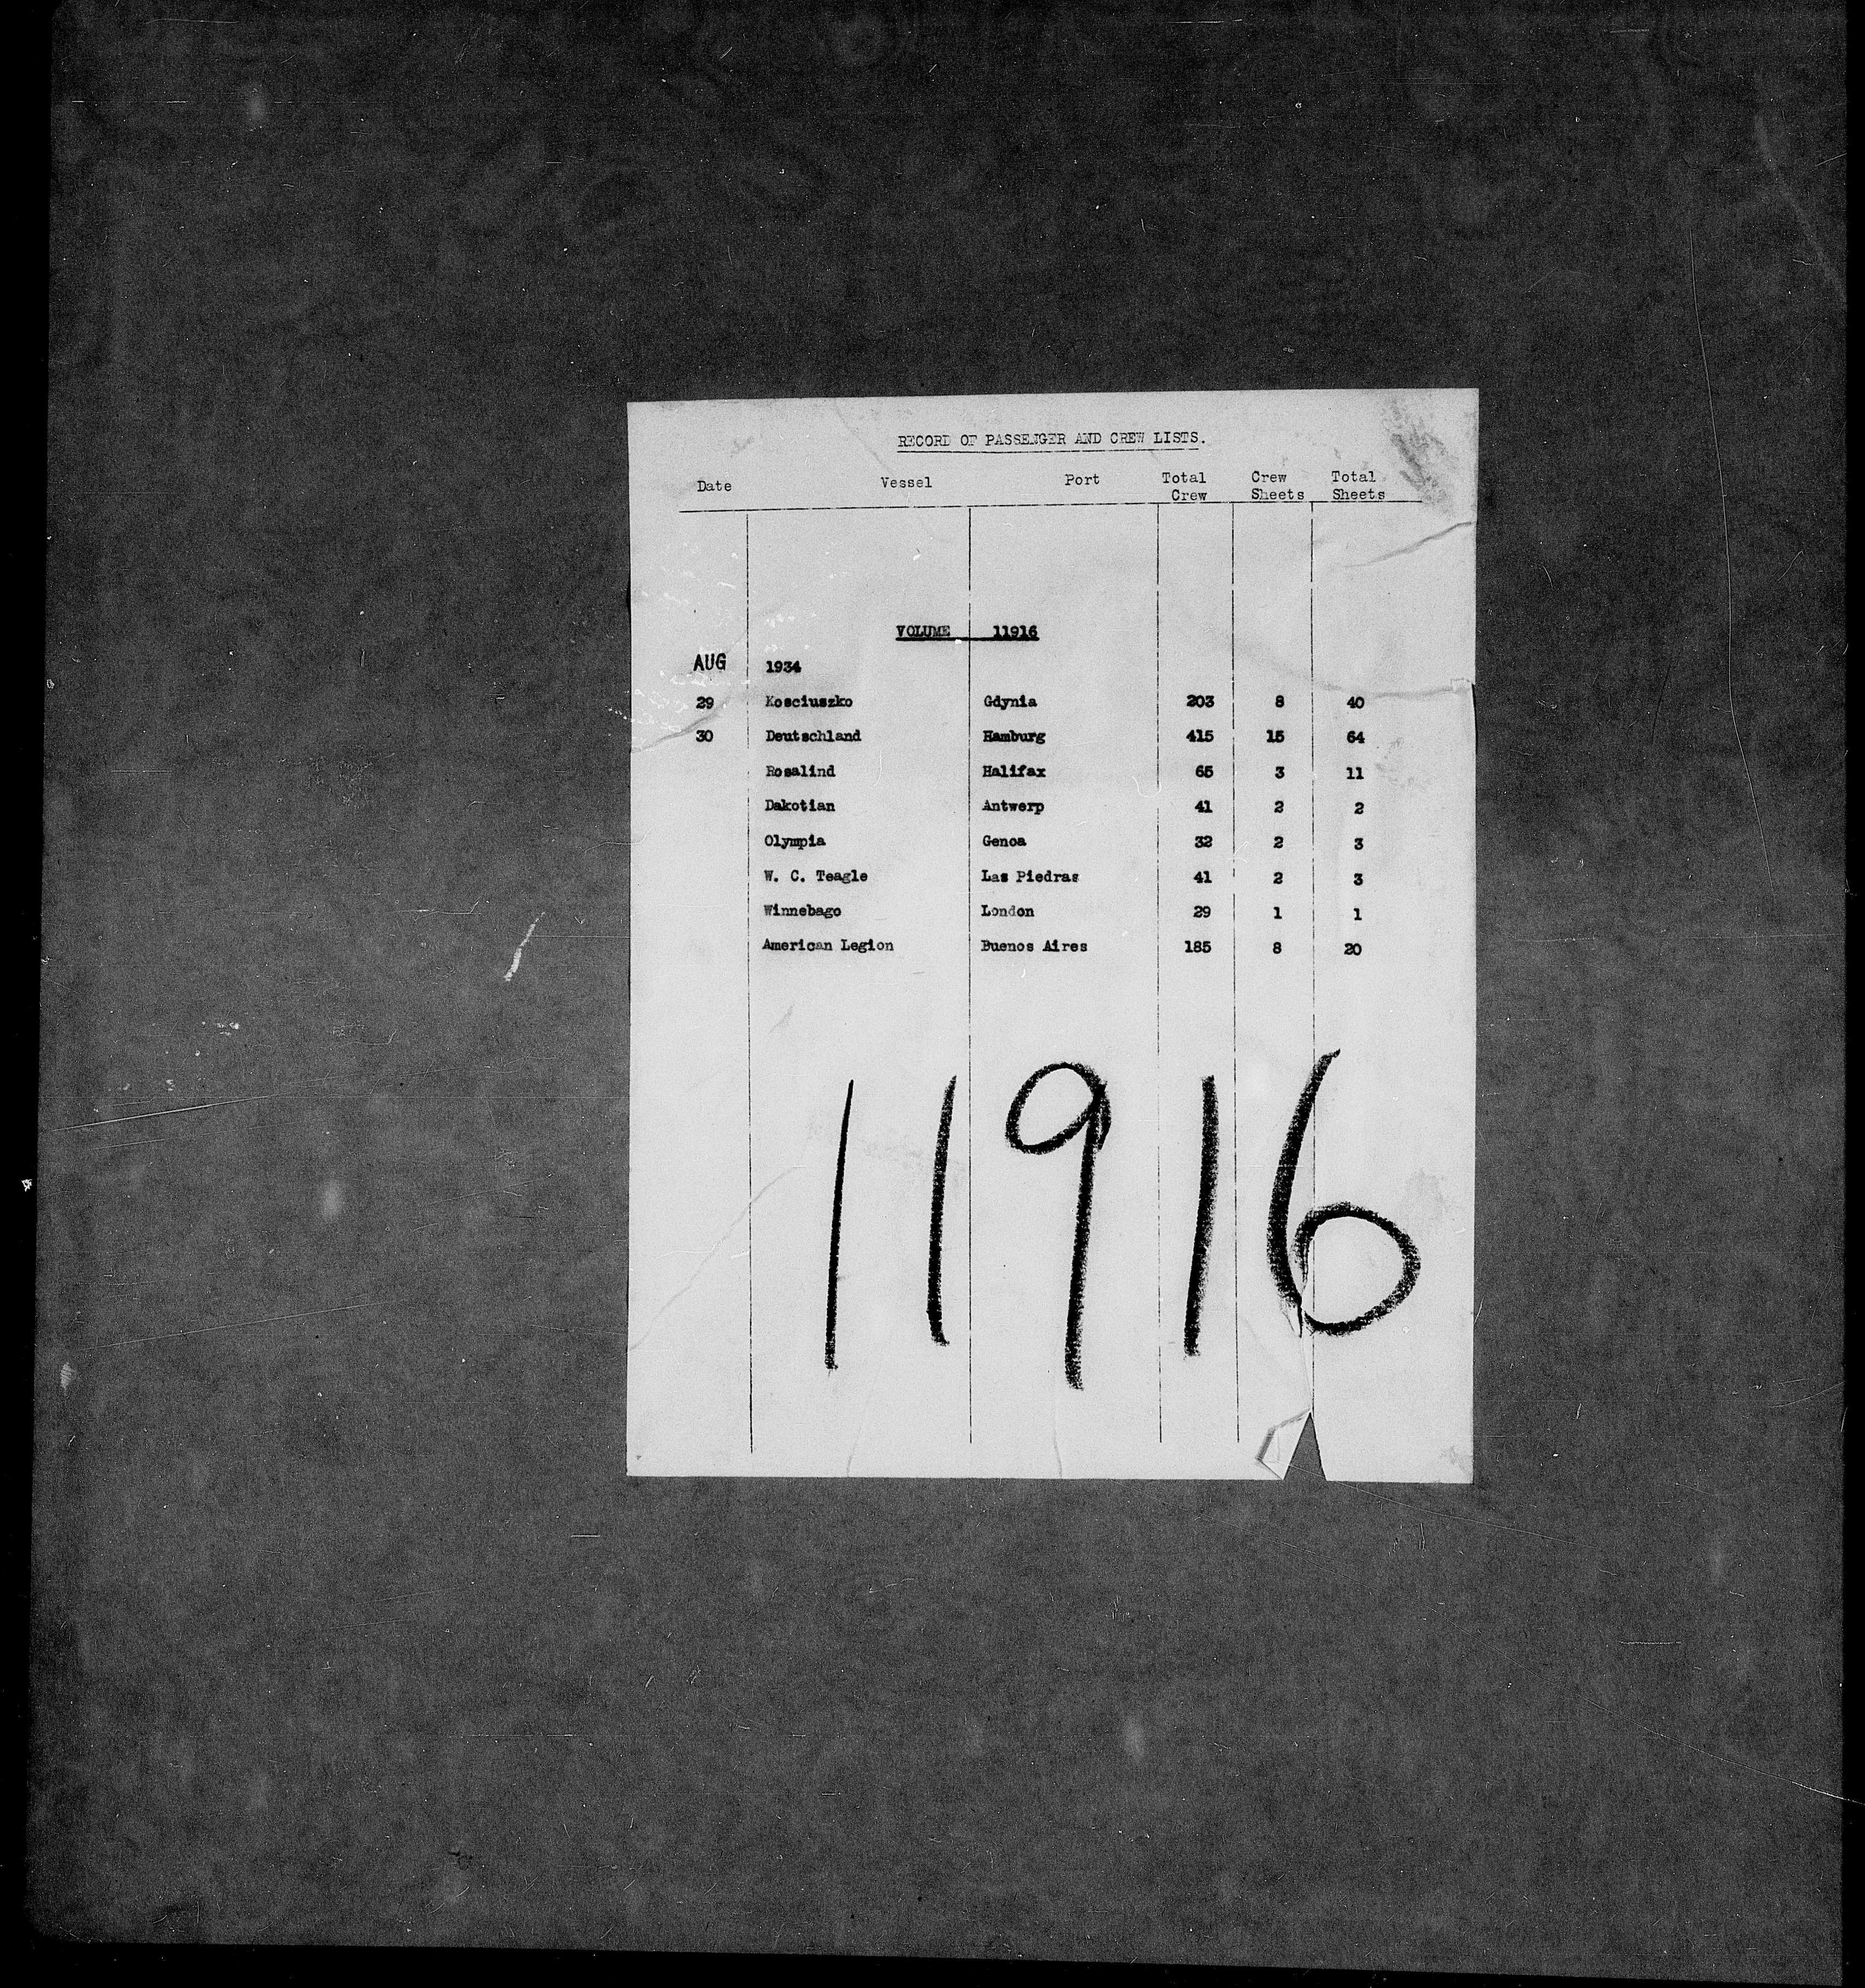 RECORD OF PASSENGER AND CREW LISTS.
Date Vessel Port Total Crew Crew Sheets Total Sheets
VOLUME 11916
AUG 1934
29 Kosciuszko Gdynia 203 8 40
30 Deutschland Hamburg 415 15 64
Rosalind Halifax 65 3 11
Dakotian Antwerp 41 2 2
Olympia Genoa 32 2 3
W. C. Teagle Las Piedras 41 2 3
Winnebago London 29 1 1
American Legion Buenos Aires 185 8 20
11916